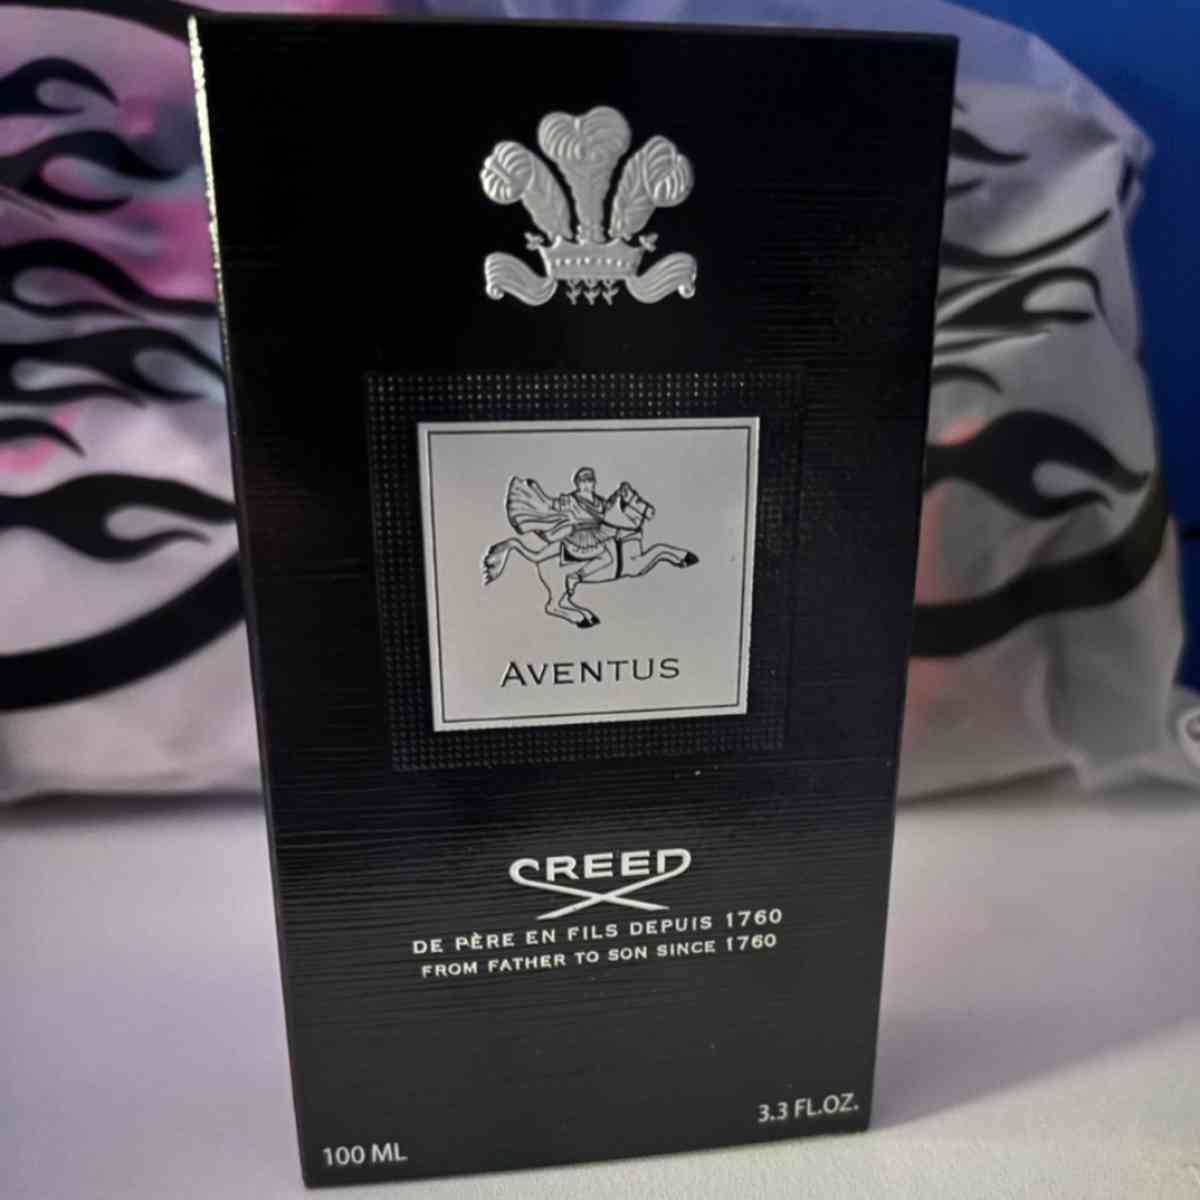 AVENTUS
CREED
DE PÈRE EN FILS DEPUIS 1760
FROM FATHER TO SON SINCE 1760
3.3 FL.OZ.
100 ML